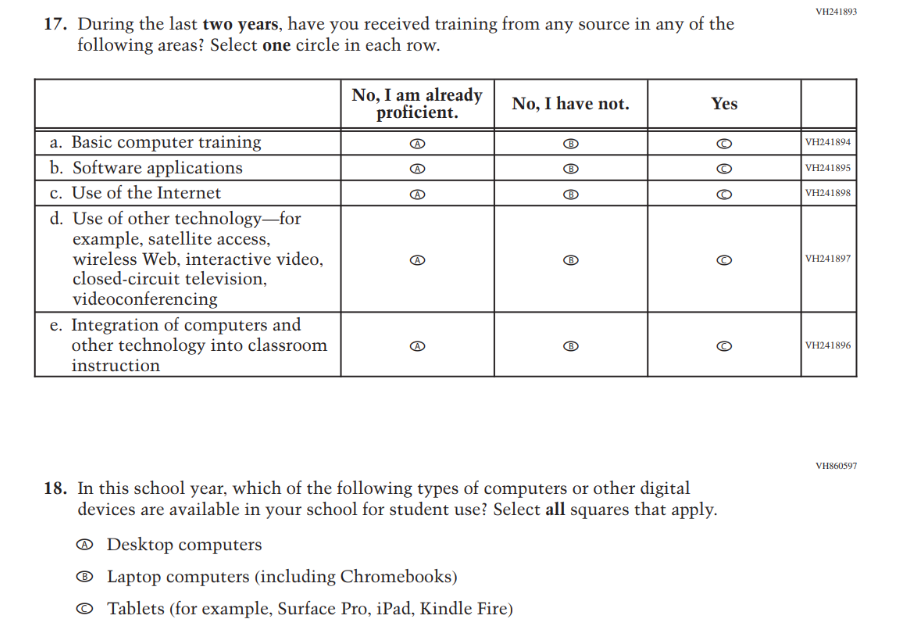 VH241893
17. During the last two years, have you received training from any source in any of the
following areas? Select one circle in each row.
No, I am already
proficient.
No, I have not.
Yes
a. Basic computer training Ⓐ Ⓑ Ⓒ VH241894
b. Software applications Ⓐ Ⓑ Ⓒ VH241895
c. Use of the Internet Ⓐ Ⓑ Ⓒ VH241898
d. Use of other technology—for
example, satellite access,
wireless Web, interactive video, Ⓐ Ⓑ Ⓒ VH241897
closed-circuit television,
videoconferencing
e. Integration of computers and
other technology into classroom Ⓐ Ⓑ Ⓒ VH241896
instruction
VH860597
18. In this school year, which of the following types of computers or other digital
devices are available in your school for student use? Select all squares that apply.
Ⓐ Desktop computers
Ⓑ Laptop computers (including Chromebooks)
Ⓒ Tablets (for example, Surface Pro, iPad, Kindle Fire)